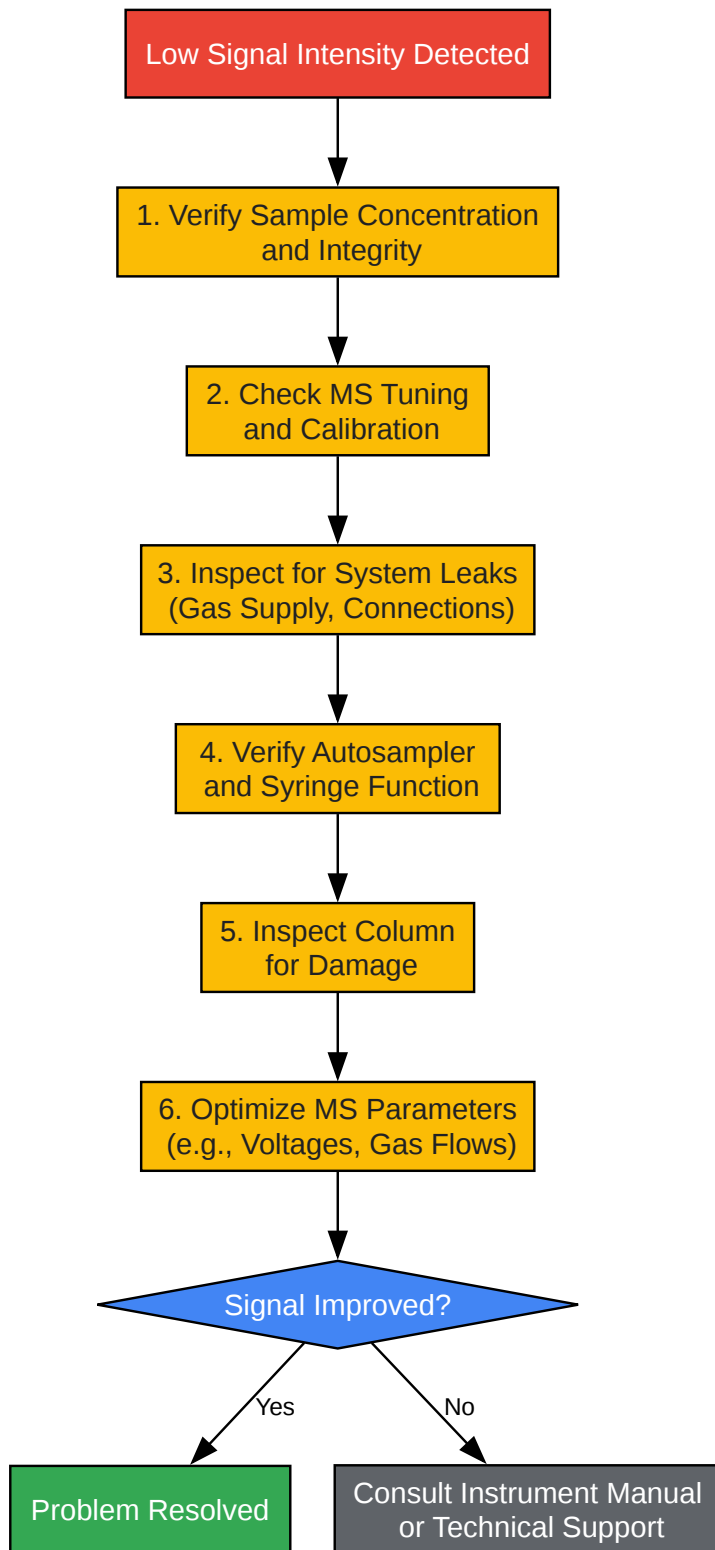 Low Signal Intensity Detected
1. Verify Sample Concentration
and Integrity
2. Check MS Tuning
and Calibration
3. Inspect for System Leaks
(Gas Supply, Connections)
4. Verify Autosampler
and Syringe Function
5. Inspect Column
for Damage
6. Optimize MS Parameters
(e.g., Voltages, Gas Flows)
Signal Improved?
Yes
No
Problem Resolved
Consult Instrument Manual
or Technical Support